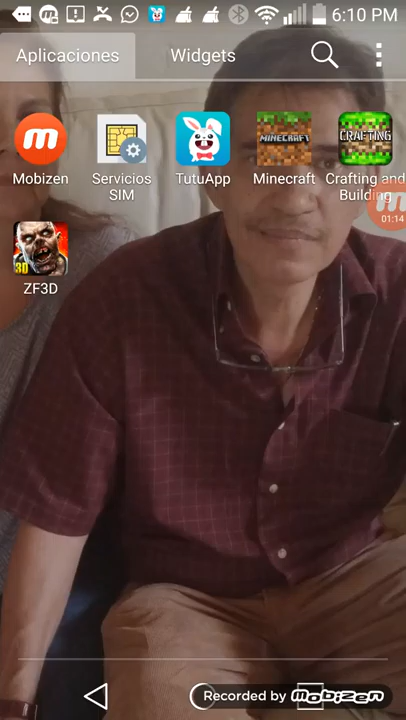 6:10 PM
Aplicaciones
Widgets
Mobizen
Servicios
SIM
TutuApp
MINECRAFT
Minecraft
CRAFTING
Crafting and
Building
01:14
3D
ZF3D
Recorded by mobizen